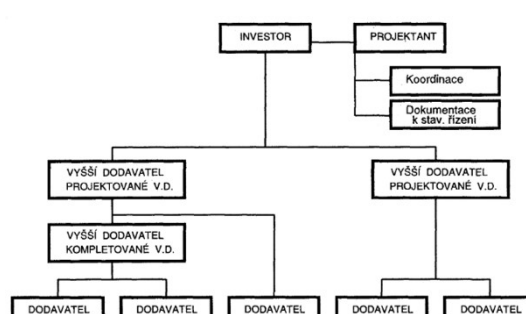 INVESTOR
PROJEKTANT
Koordinace
Dokumentace
k stav. řízení
VYŠŠÍ DODAVATEL
PROJEKTOVANÉ V.D.
VYŠŠÍ DODAVATEL
PROJEKTOVANÉ V.D.
VYŠŠÍ DODAVATEL
KOMPLETOVANÉ V.D.
DODAVATEL
DODAVATEL
DODAVATEL
DODAVATEL
DODAVATEL